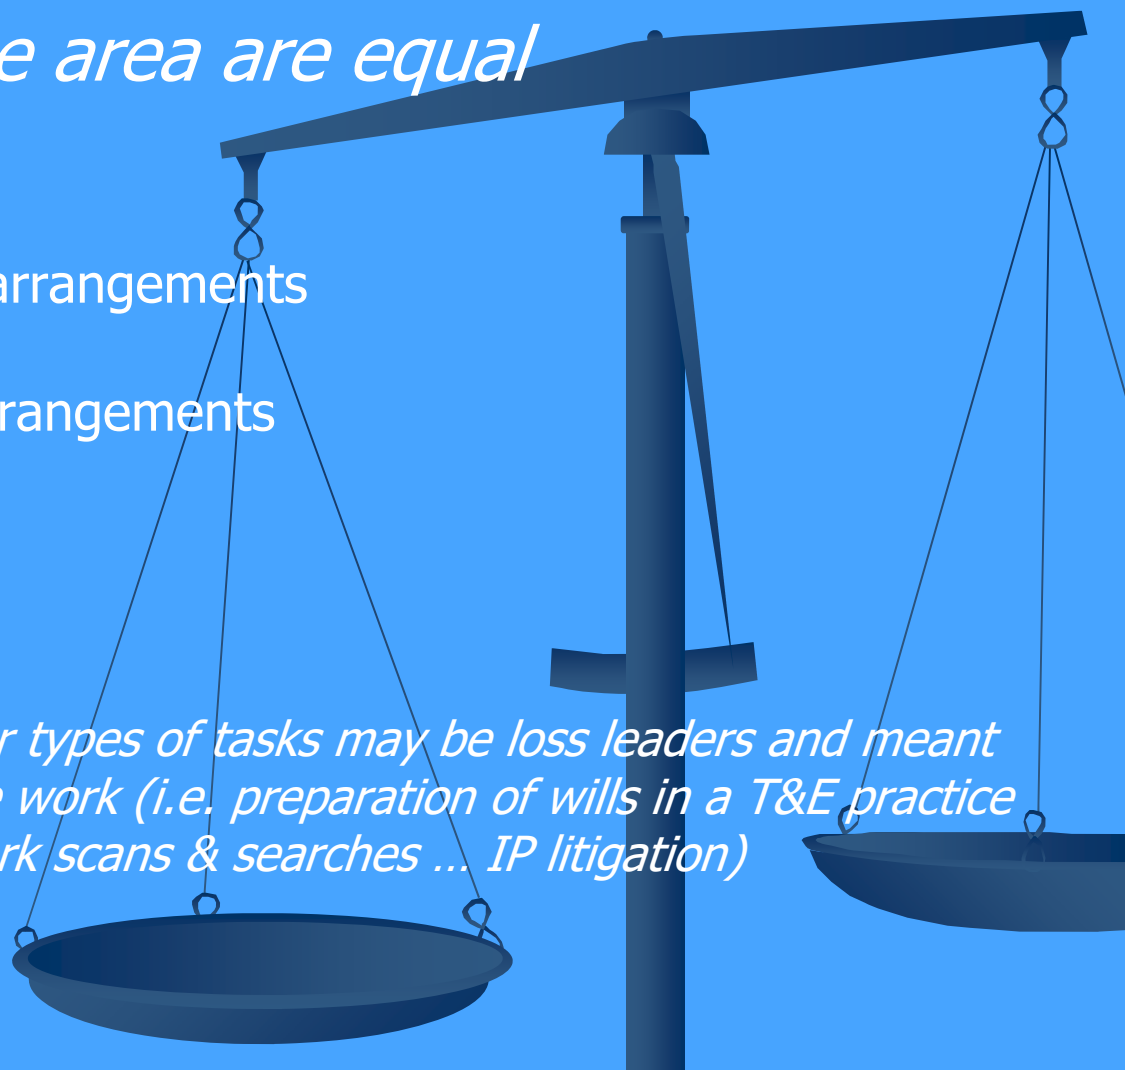 e area are equal
arrangements
rangements
r types of tasks may be loss leaders and meant
e work (i.e. preparation of wills in a T&E practice
rk scans & searches ... IP litigation)